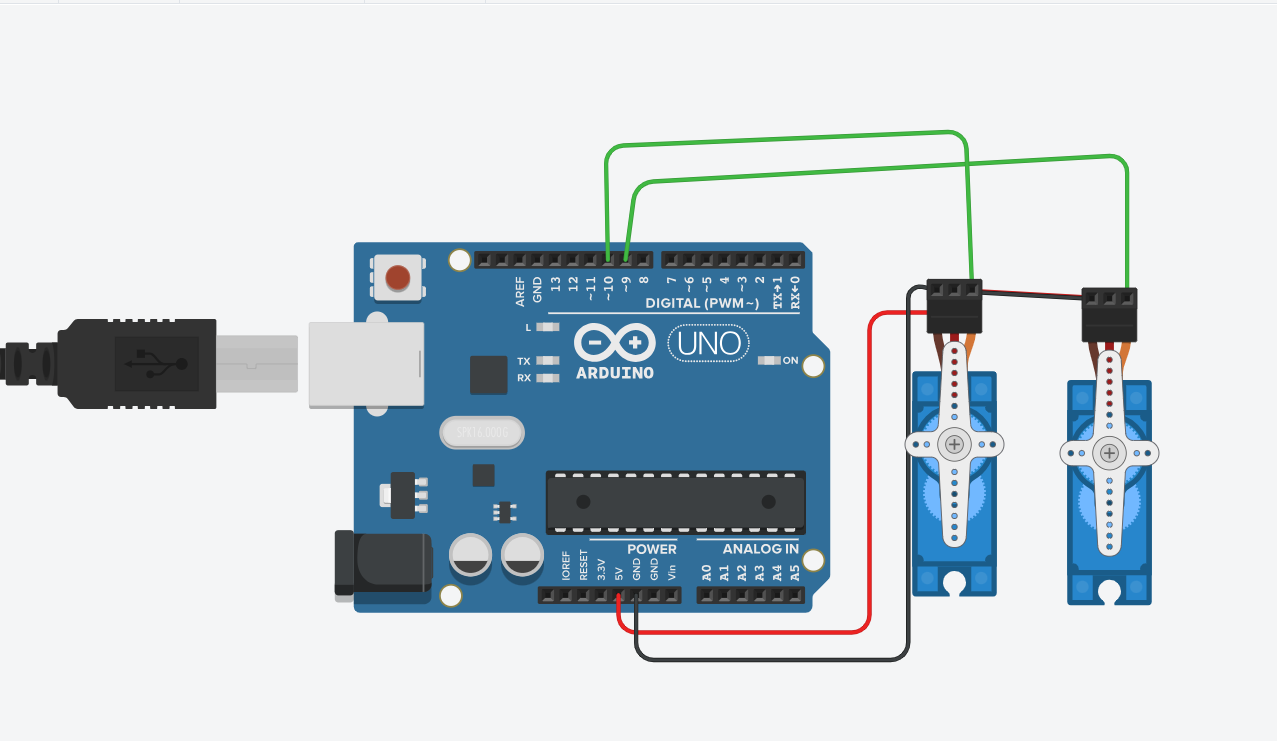 AREF
GND
13
12
~11
~10
~9
8
7
~6
~5
4
~3
2
TX→1
RX←0
DIGITAL (PWM~)
L
UNO
TX
RX
ON
ARDUINO
SPK16.000G
POWER
ANALOG IN
IOREF
RESET
3.3V
5V
GND
GND
Vin
A0
A1
A2
A3
A4
A5